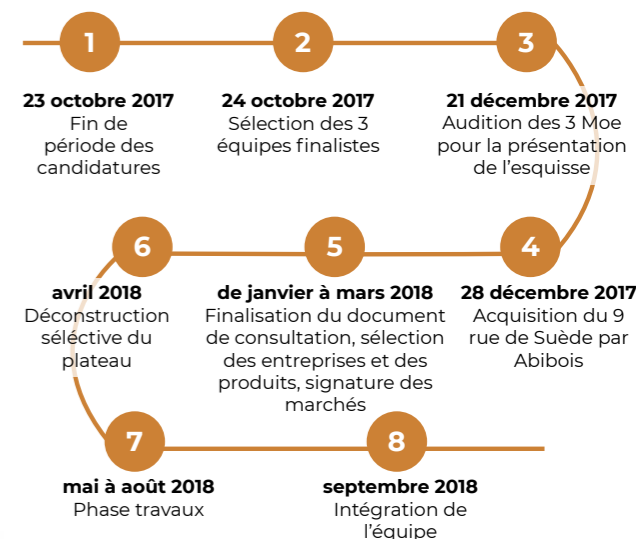 1
23 octobre 2017
Fin de
période des
candidatures
2
24 octobre 2017
Sélection des 3
équipes finalistes
3
21 décembre 2017
Audition des 3 Moe
pour la présentation
de l'esquisse
4
28 décembre 2017
Acquisition du 9
rue de Suède par
Abibois
5
de janvier à mars 2018
Finalisation du document
de consultation, sélection
des entreprises et des
produits, signature des
marchés
6
avril 2018
Déconstruction
séléctive du
plateau
7
mai à août 2018
Phase travaux
8
septembre 2018
Intégration de
l'équipe